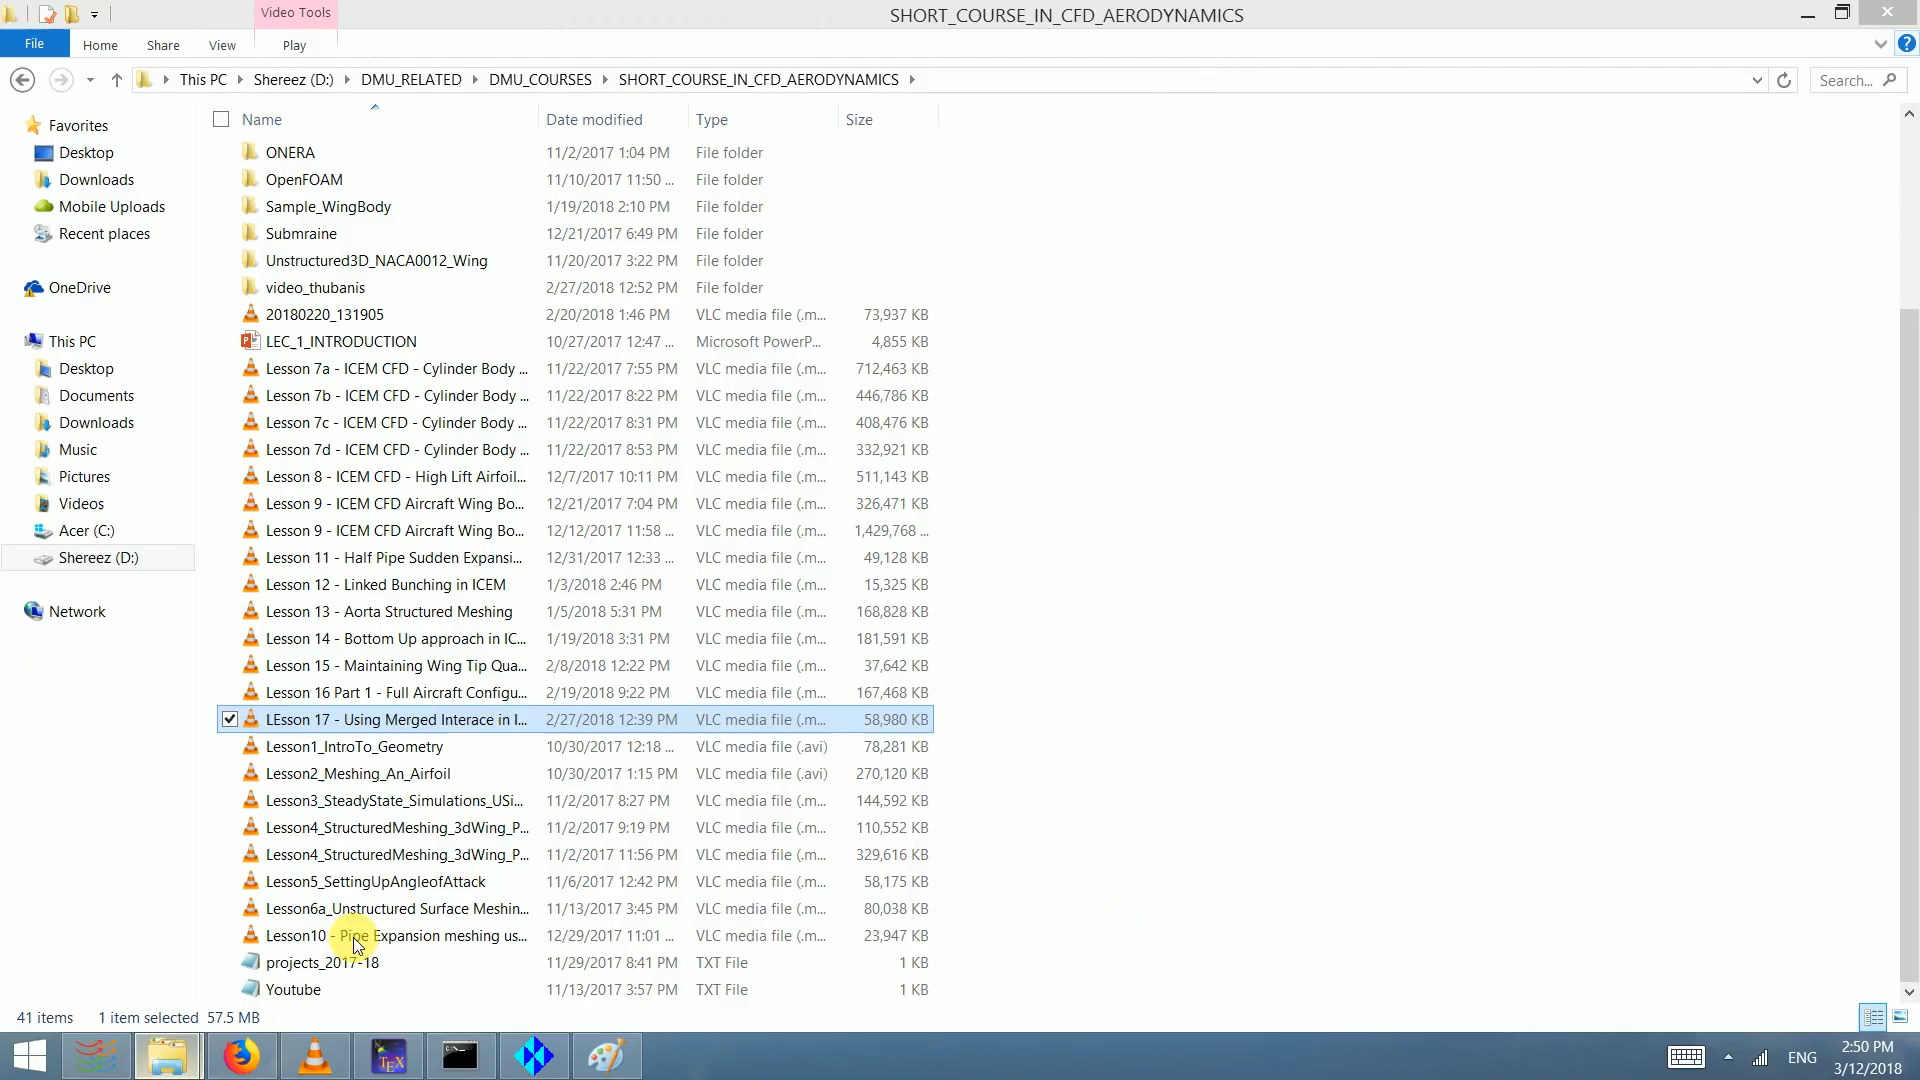 Video Tools
SHORT_COURSE_IN_CFD_AERODYNAMICS
File Home Share View Play
This PC Shereez (D:) DMU_RELATED DMU_COURSES SHORT_COURSE_IN_CFD_AERODYNAMICS Search...
Favorites
Desktop
Downloads
Mobile Uploads
Recent places
OneDrive
This PC
Desktop
Documents
Downloads
Music
Pictures
Videos
Acer (C:)
Shereez (D:)
Network
Name Date modified Type Size
ONERA 11/2/2017 1:04 PM File folder
OpenFOAM 11/10/2017 11:50 ... File folder
Sample_WingBody 1/19/2018 2:10 PM File folder
Submraine 12/21/2017 6:49 PM File folder
Unstructured3D_NACA0012_Wing 11/20/2017 3:22 PM File folder
video_thubanis 2/27/2018 12:52 PM File folder
20180220_131905 2/20/2018 1:46 PM VLC media file (.m... 73,937 KB
LEC_1_INTRODUCTION 10/27/2017 12:47 ... Microsoft PowerP... 4,855 KB
Lesson 7a - ICEM CFD - Cylinder Body ... 11/22/2017 7:55 PM VLC media file (.m... 712,463 KB
Lesson 7b - ICEM CFD - Cylinder Body ... 11/22/2017 8:22 PM VLC media file (.m... 446,786 KB
Lesson 7c - ICEM CFD - Cylinder Body ... 11/22/2017 8:31 PM VLC media file (.m... 408,476 KB
Lesson 7d - ICEM CFD - Cylinder Body ... 11/22/2017 8:53 PM VLC media file (.m... 332,921 KB
Lesson 8 - ICEM CFD - High Lift Airfoil... 12/7/2017 10:11 PM VLC media file (.m... 511,143 KB
Lesson 9 - ICEM CFD Aircraft Wing Bo... 12/21/2017 7:04 PM VLC media file (.m... 326,471 KB
Lesson 9 - ICEM CFD Aircraft Wing Bo... 12/12/2017 11:58 ... VLC media file (.m... 1,429,768 ...
Lesson 11 - Half Pipe Sudden Expansi... 12/31/2017 12:33 ... VLC media file (.m... 49,128 KB
Lesson 12 - Linked Bunching in ICEM 1/3/2018 2:46 PM VLC media file (.m... 15,325 KB
Lesson 13 - Aorta Structured Meshing 1/5/2018 5:31 PM VLC media file (.m... 168,828 KB
Lesson 14 - Bottom Up approach in IC... 1/19/2018 3:31 PM VLC media file (.m... 181,591 KB
Lesson 15 - Maintaining Wing Tip Qua... 2/8/2018 12:22 PM VLC media file (.m... 37,642 KB
Lesson 16 Part 1 - Full Aircraft Configu... 2/19/2018 9:22 PM VLC media file (.m... 167,468 KB
LEsson 17 - Using Merged Interace in I... 2/27/2018 12:39 PM VLC media file (.m... 58,980 KB
Lesson1_IntroTo_Geometry 10/30/2017 12:18 ... VLC media file (.avi) 78,281 KB
Lesson2_Meshing_An_Airfoil 10/30/2017 1:15 PM VLC media file (.avi) 270,120 KB
Lesson3_SteadyState_Simulations_USi... 11/2/2017 8:27 PM VLC media file (.m... 144,592 KB
Lesson4_StructuredMeshing_3dWing_P... 11/2/2017 9:19 PM VLC media file (.m... 110,552 KB
Lesson4_StructuredMeshing_3dWing_P... 11/2/2017 11:56 PM VLC media file (.m... 329,616 KB
Lesson5_SettingUpAngleofAttack 11/6/2017 12:42 PM VLC media file (.m... 58,175 KB
Lesson6a_Unstructured Surface Meshin... 11/13/2017 3:45 PM VLC media file (.m... 80,038 KB
Lesson10 - Pipe Expansion meshing us... 12/29/2017 11:01 ... VLC media file (.m... 23,947 KB
projects_2017-18 11/29/2017 8:41 PM TXT File 1 KB
Youtube 11/13/2017 3:57 PM TXT File 1 KB
41 items 1 item selected 57.5 MB
TEX
ENG
2:50 PM
3/12/2018